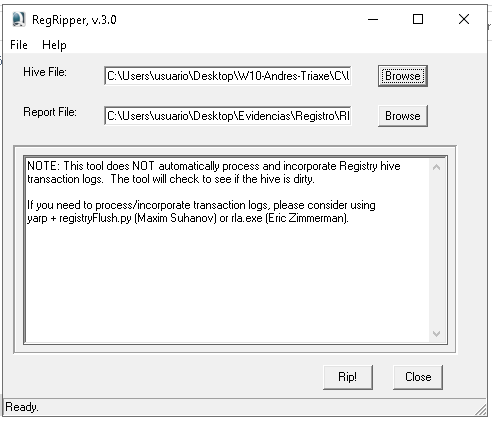 RegRipper, v.3.0
File Help
Hive File:
C:\Users\usuario\Desktop\W10-Andres-Triaxe\C\
Browse
Report File:
C:\Users\usuario\Desktop\Evidencias\Registro\
Browse
NOTE: This tool does NOT automatically process and incorporate Registry hive
transaction logs.  The tool will check to see if the hive is dirty.
If you need to process/incorporate transaction logs, please consider using
yarp + registryFlush.py (Maxim Suhanov) or rla.exe (Eric Zimmerman).
Rip!
Close
Ready.